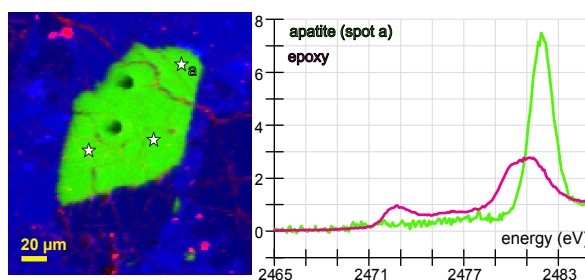 a
20 μm
8
apatite (spot a)
epoxy
6
4
2
0
energy (eV)
2465 2471 2477 2483